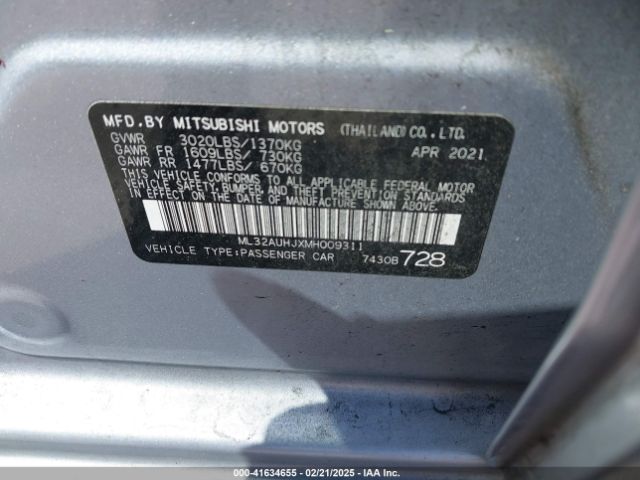 MFD.BY MITSUBISHI MOTORS (THAILAND) CO., LTD.
GVWR 3020LBS/1370KG APR 2021
GAWR FR 1609LBS/ 730KG
GAWR RR 1477LBS/ 670KG
THIS VEHICLE CONFORMS TO ALL APPLICABLE FEDERAL MOTOR
VEHICLE SAFETY, BUMPER, AND THEFT PREVENTION STANDARDS
IN EFFECT ON THE DATE OF MANUFACTURE SHOWN ABOVE.
ML32AUHJXMH009311
VEHICLE TYPE:PASSENGER CAR 7430B 728
000-41634655 - 02/21/2025 - IAA Inc.